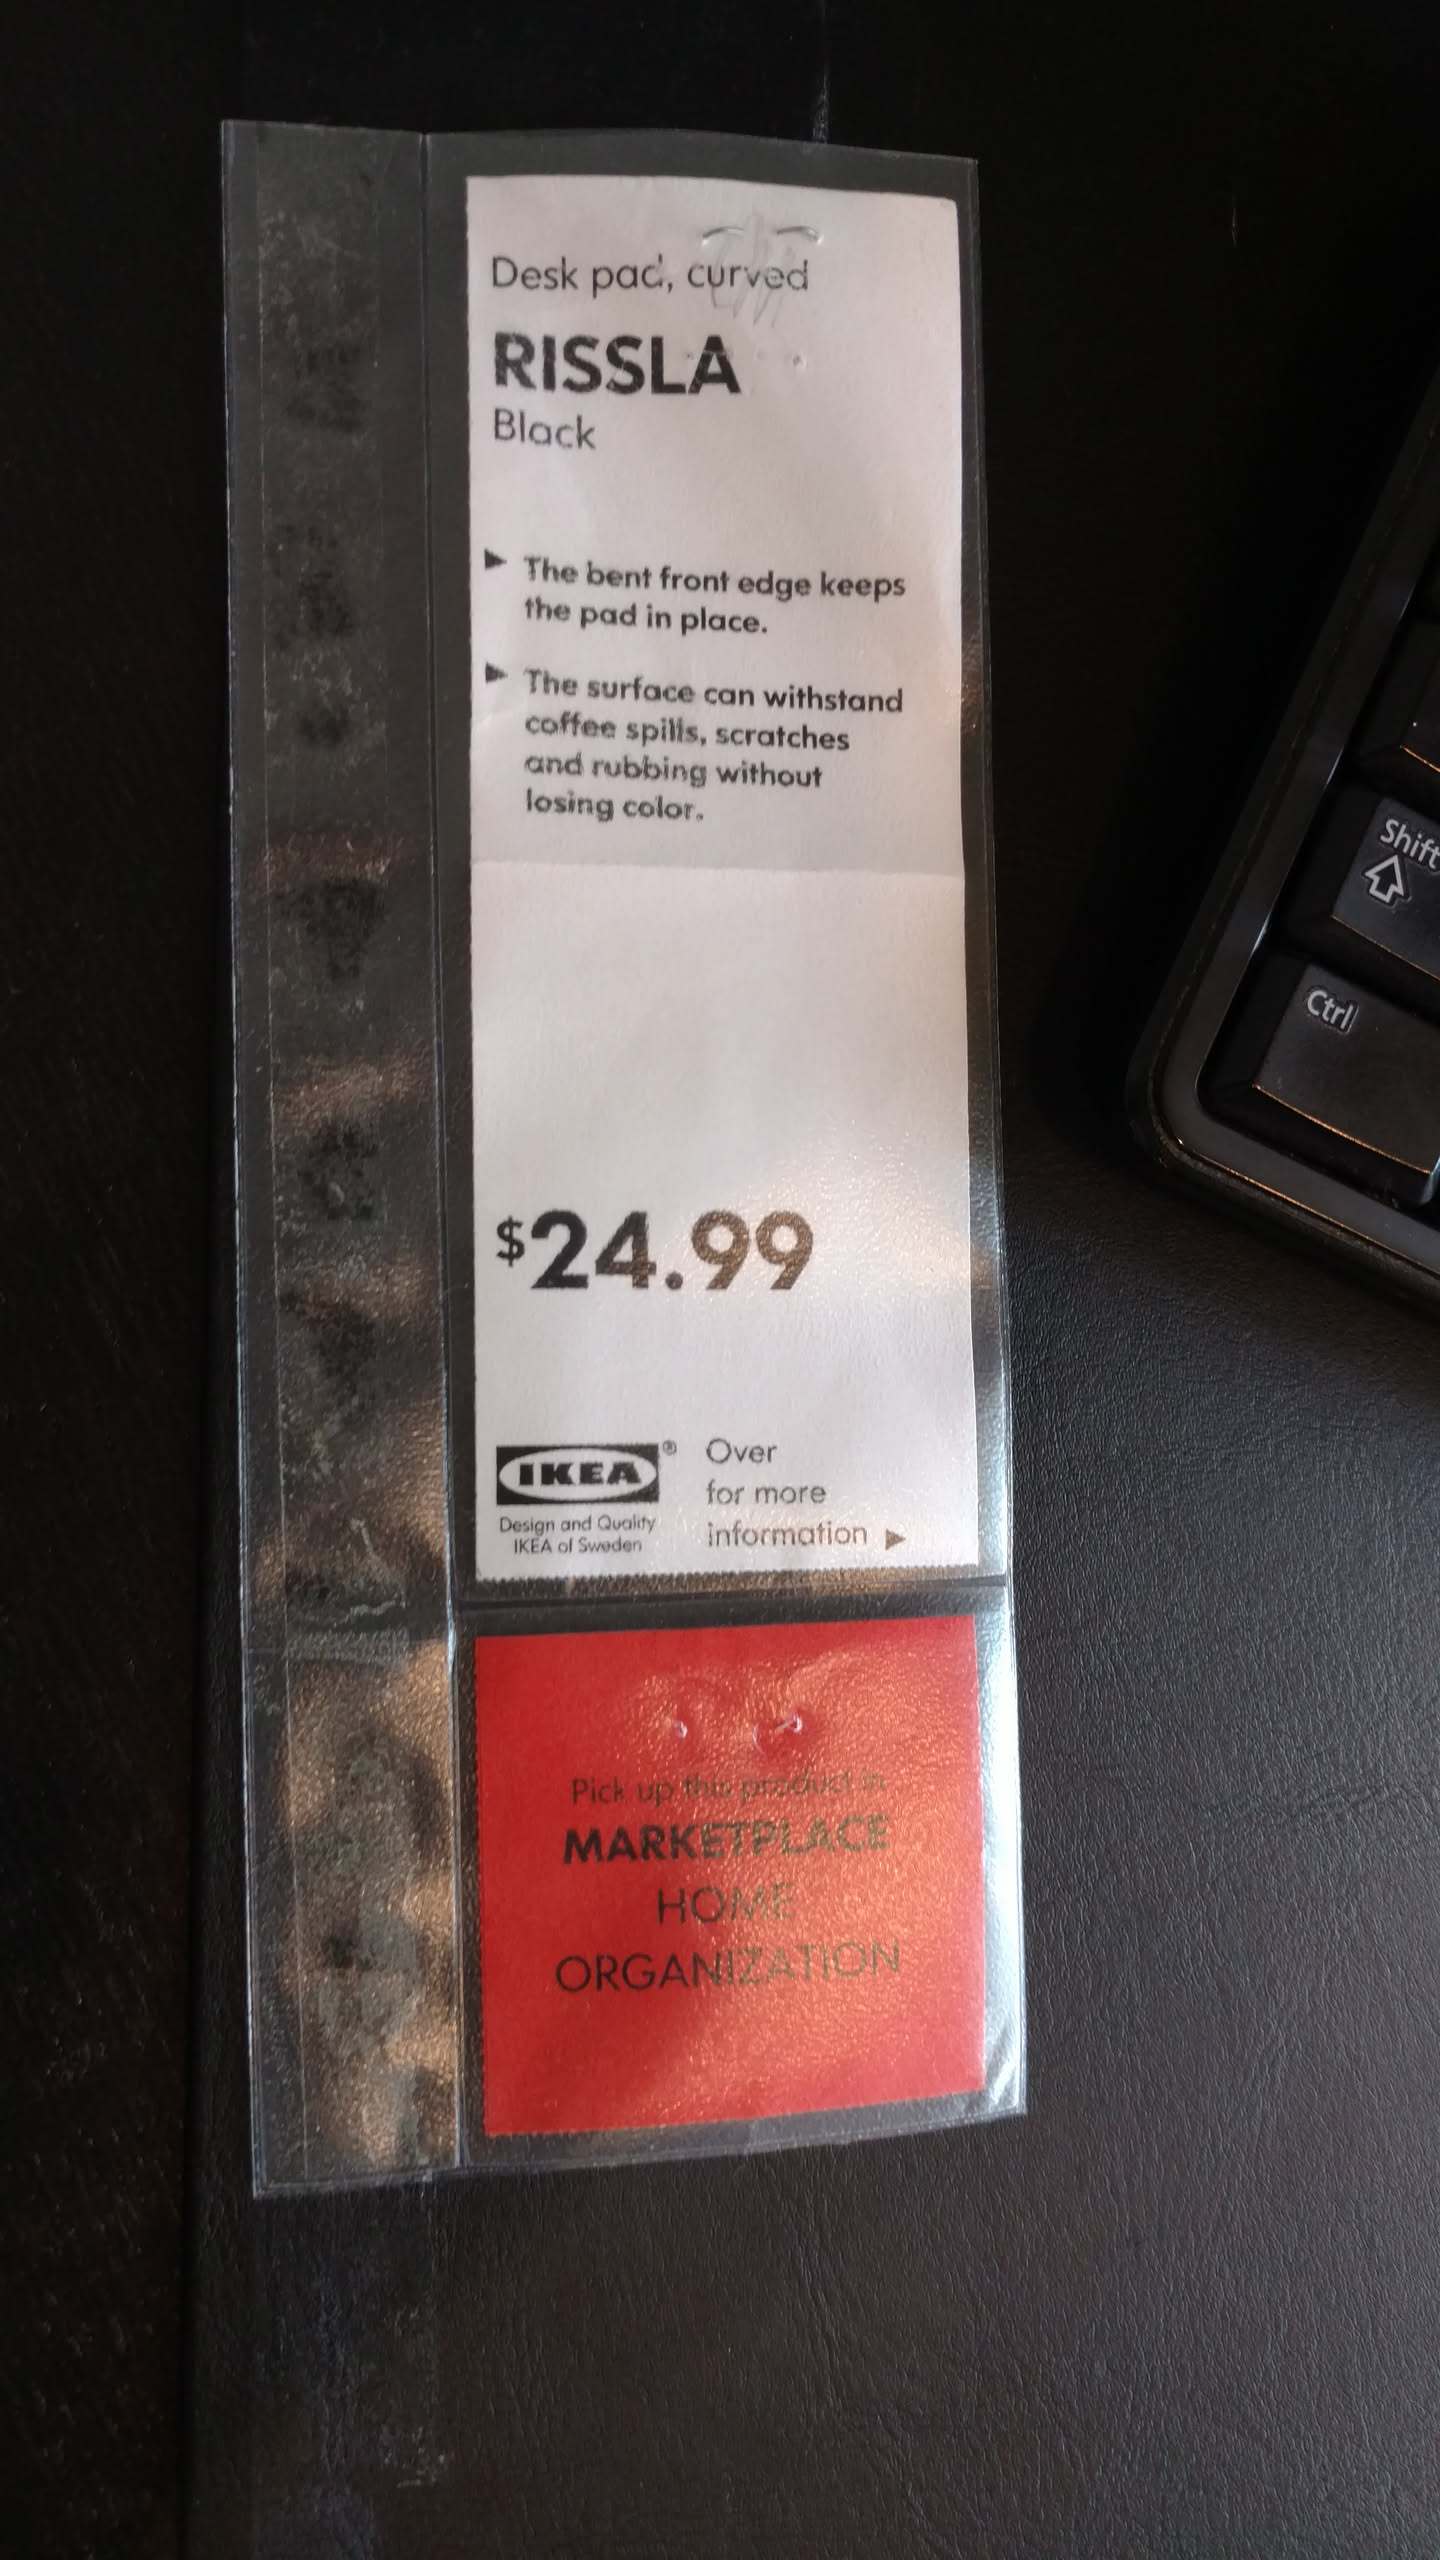 Desk pad, curved
RISSLA
Black
► The bent front edge keeps
the pad in place.
► The surface can withstand
coffee spills, scratches
and rubbing without
losing color.
$24.99
IKEA®
Design and Quality
IKEA of Sweden
Over
for more
information ►
Pick up this product in
MARKETPLACE
HOME
ORGANIZATION
Shift
Ctrl